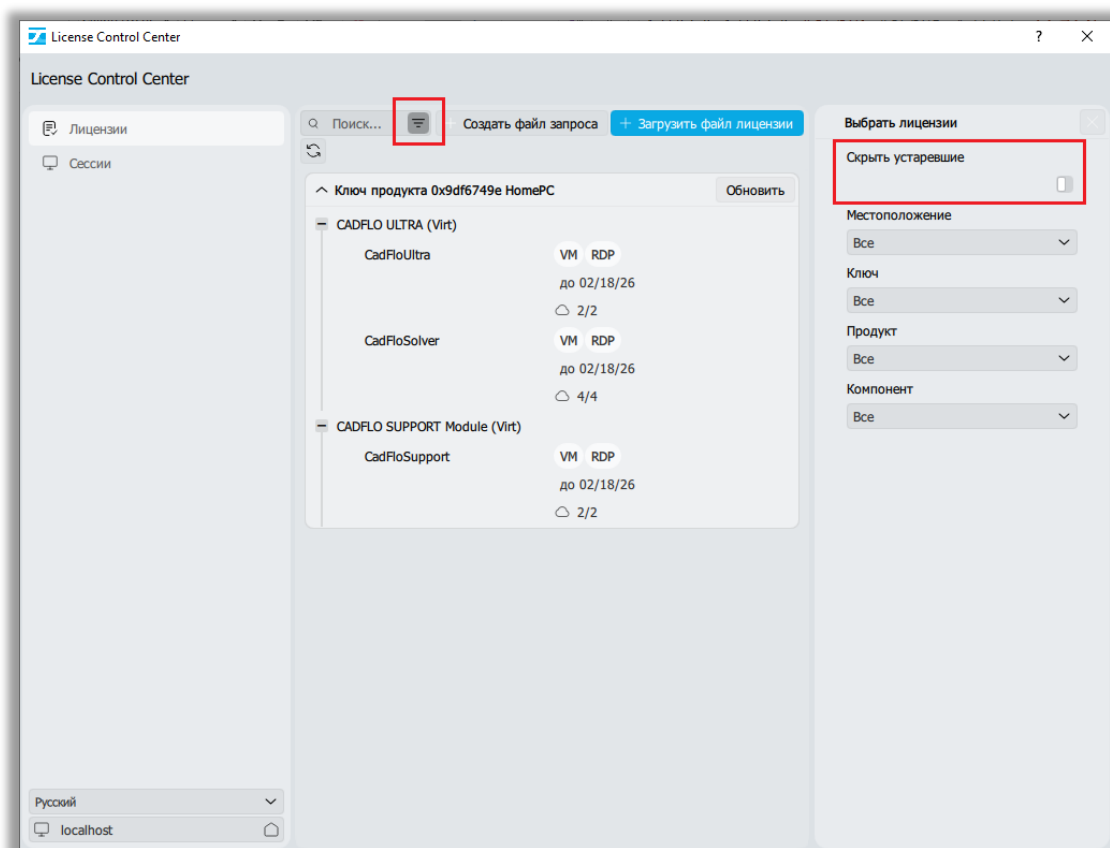 License Control Center
License Control Center
Лицензии
Сессии
Русский
localhost
Поиск...
+ Создать файл запроса
+ Загрузить файл лицензии
Ключ продукта 0x9df6749e HomePC
Обновить
CADFLO ULTRA (Virt)
CadFloUltra VM RDP
до 02/18/26
2/2
CadFloSolver VM RDP
до 02/18/26
4/4
CADFLO SUPPORT Module (Virt)
CadFloSupport VM RDP
до 02/18/26
2/2
Выбрать лицензии
Скрыть устаревшие
Местоположение
Все
Ключ
Все
Продукт
Все
Компонент
Все